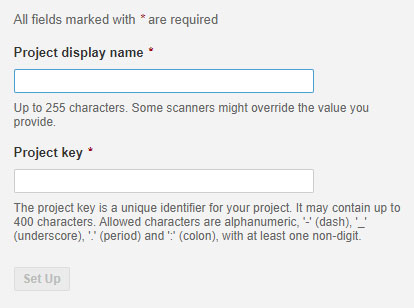 All fields marked with * are required
Project display name *
Up to 255 characters. Some scanners might override the value you
provide.
Project key *
The project key is a unique identifier for your project. It may contain up to
400 characters. Allowed characters are alphanumeric, '-' (dash), '_'
(underscore), '.' (period) and ':' (colon), with at least one non-digit.
Set Up